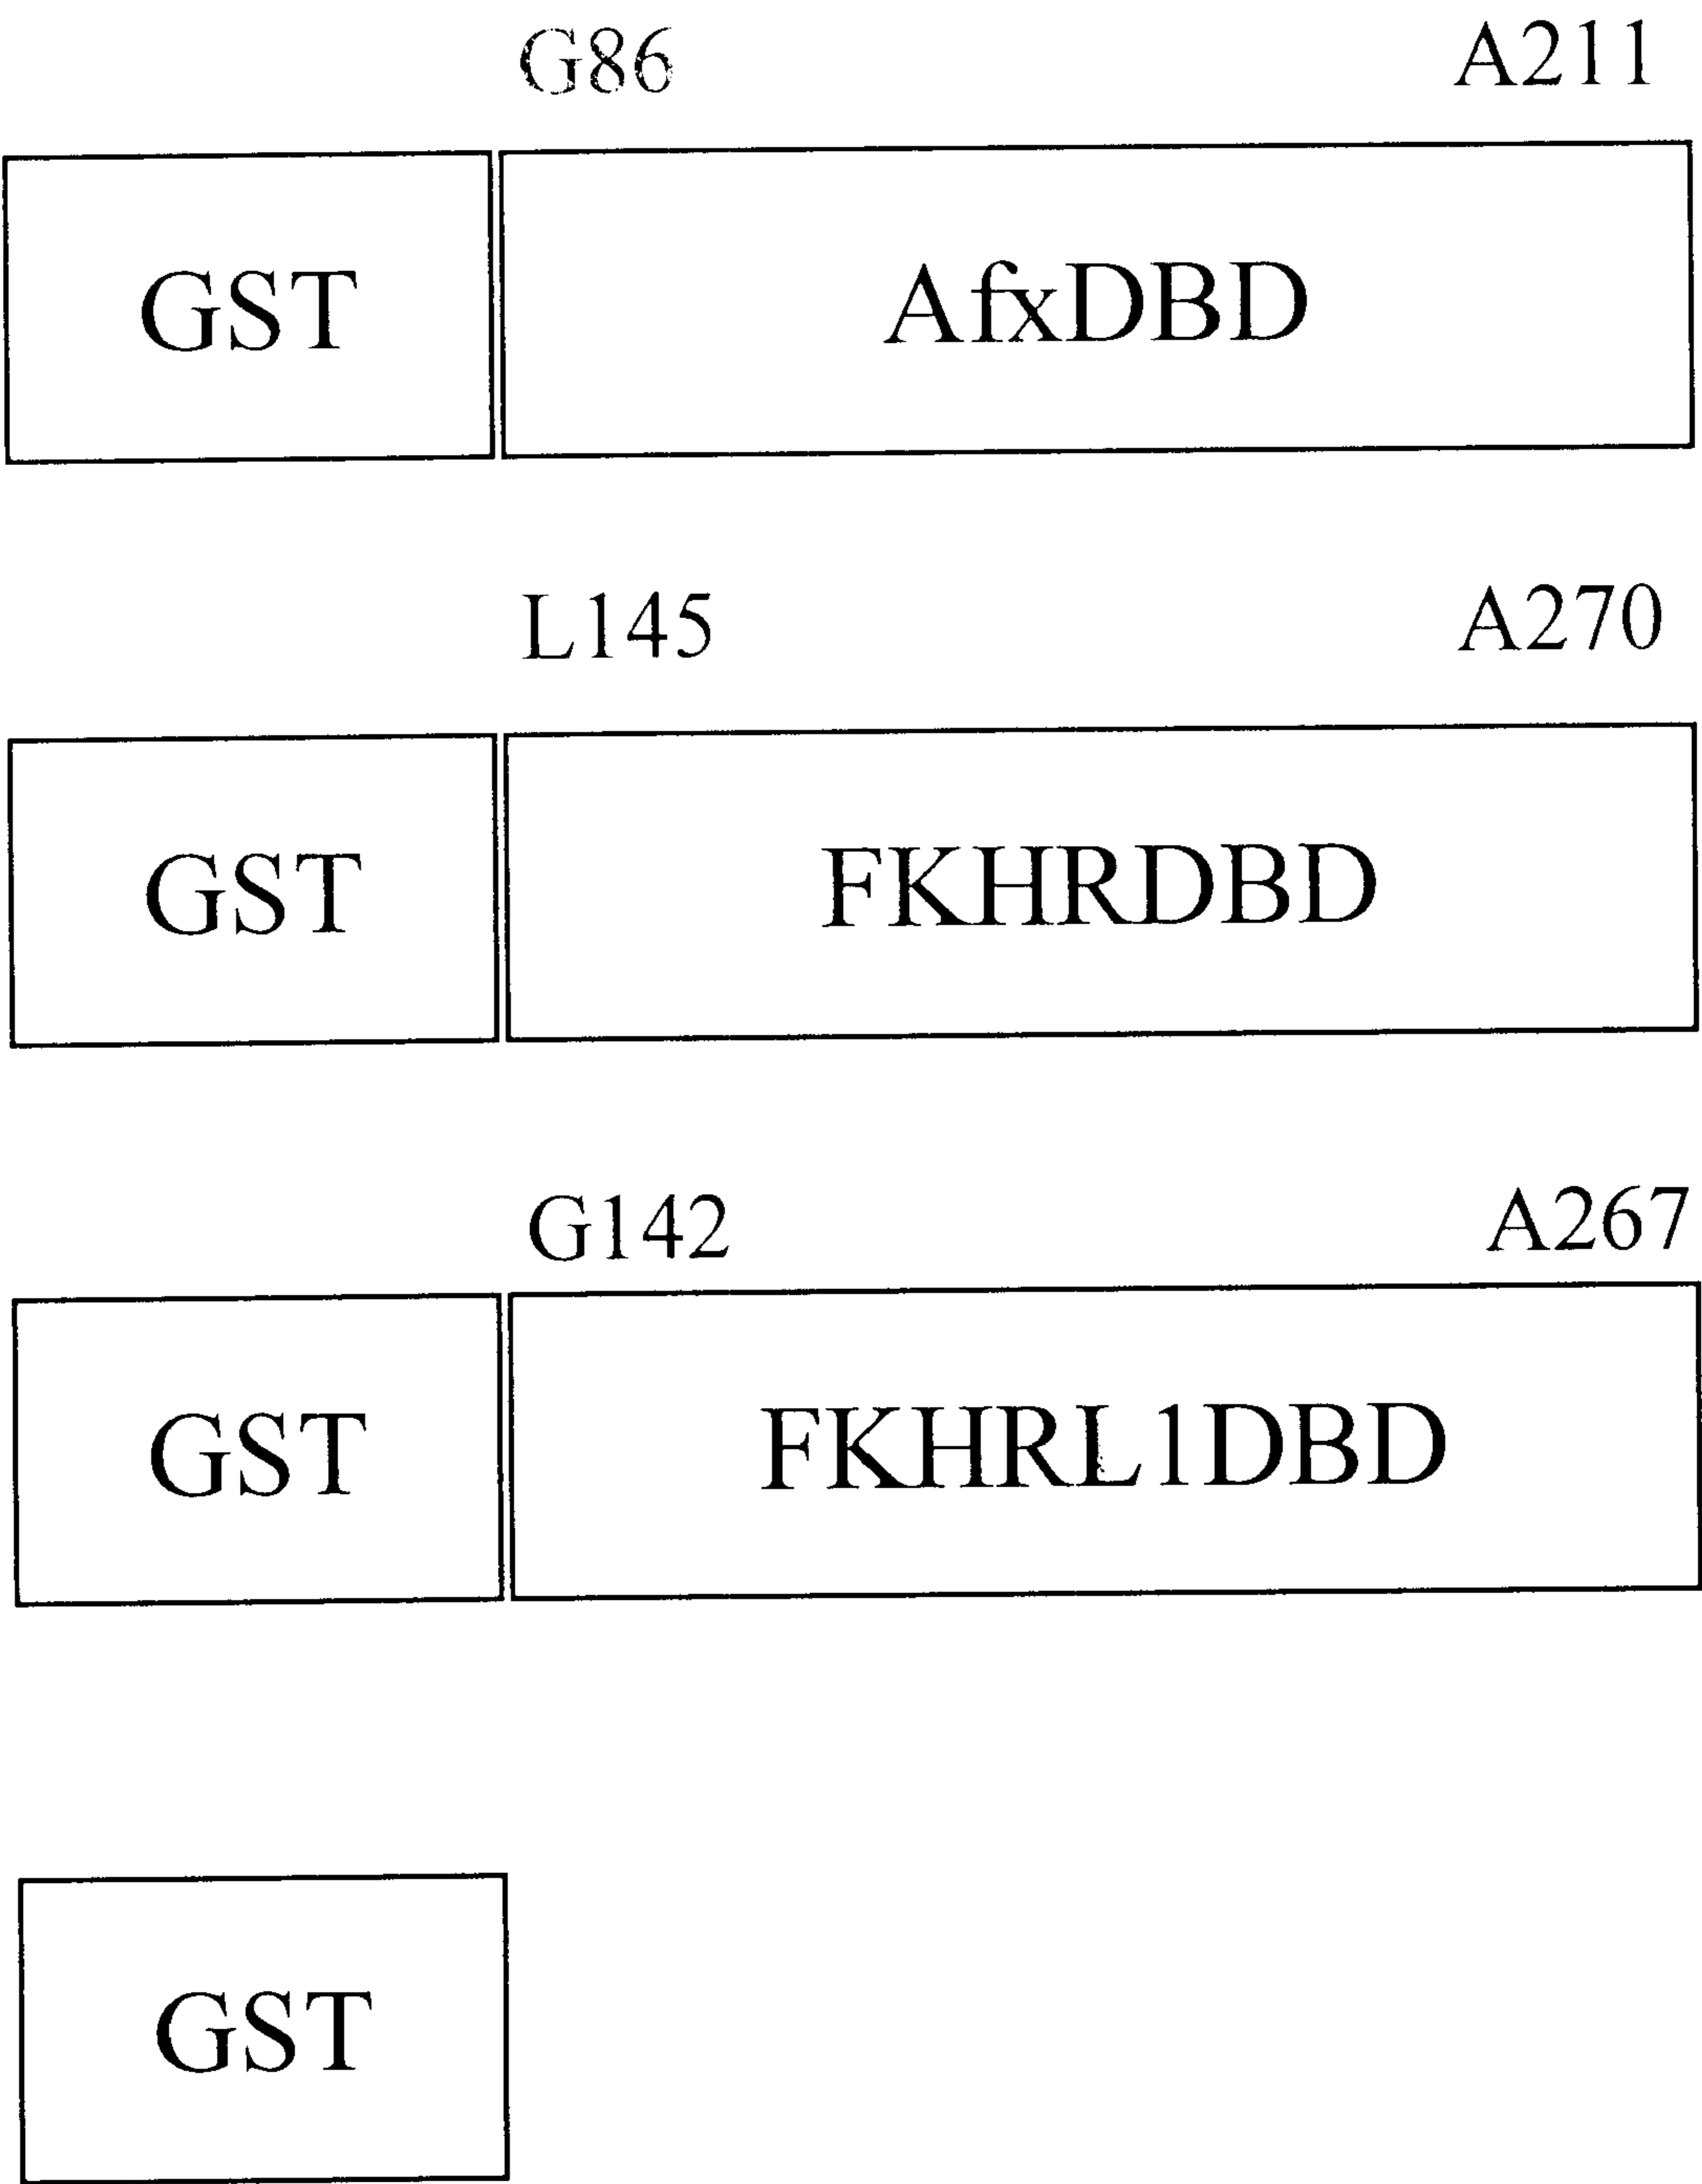 G86 A211
GST AfxDBD
L145 A270
GST FKHRDBD
G142 A267
GST FKHRL1DBD
GST